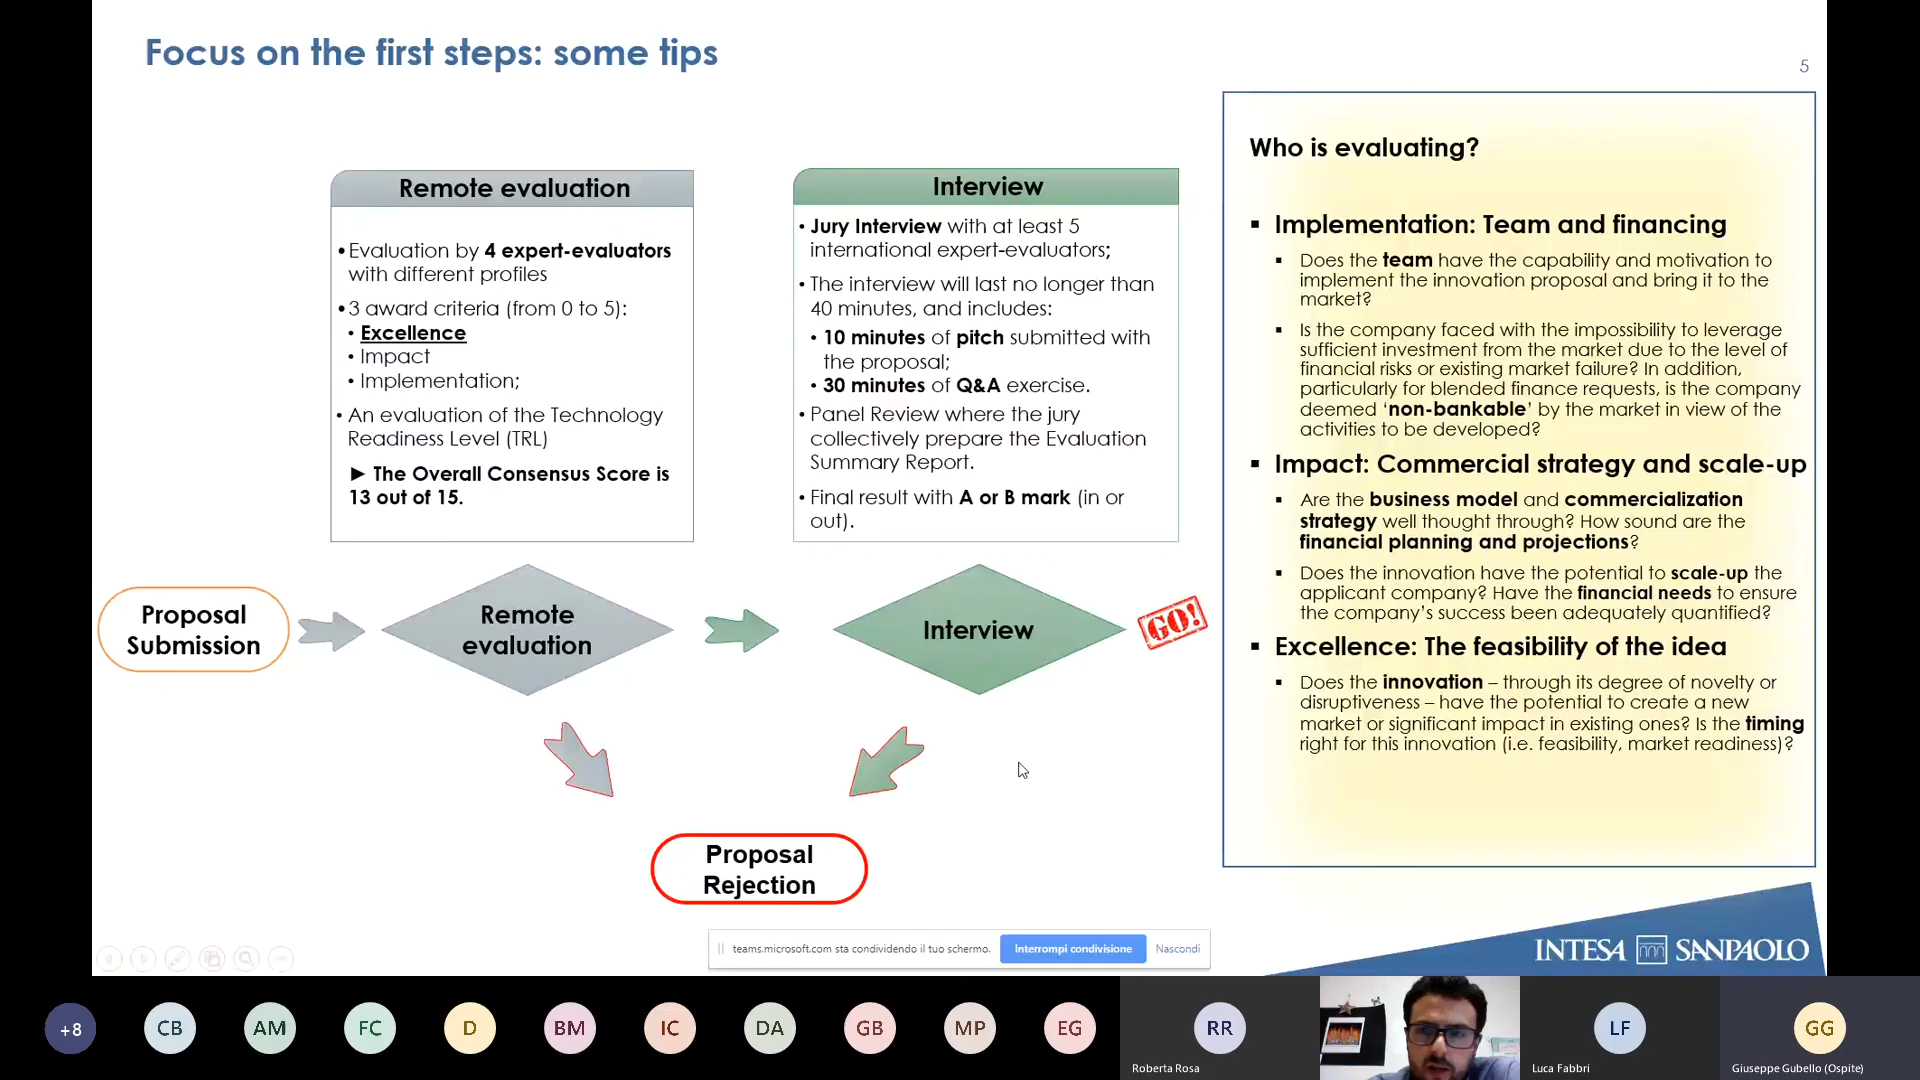 Focus on the first steps: some tips
5
Remote evaluation
•Evaluation by 4 expert-evaluators
with different profiles
•3 award criteria (from 0 to 5):
• Excellence
• Impact
• Implementation;
• An evaluation of the Technology
Readiness Level (TRL)
► The Overall Consensus Score is
13 out of 15.
Interview
• Jury Interview with at least 5
international expert-evaluators;
• The interview will last no longer than
40 minutes, and includes:
• 10 minutes of pitch submitted with
the proposal;
• 30 minutes of Q&A exercise.
• Panel Review where the jury
collectively prepare the Evaluation
Summary Report.
• Final result with A or B mark (in or
out).
Proposal
Submission
Remote
evaluation
Interview
GO!
Proposal
Rejection
Who is evaluating?
▪ Implementation: Team and financing
▪ Does the team have the capability and motivation to
implement the innovation proposal and bring it to the
market?
▪ Is the company faced with the impossibility to leverage
sufficient investment from the market due to the level of
financial risks or existing market failure? In addition,
particularly for blended finance requests, is the company
deemed ‘non-bankable’ by the market in view of the
activities to be developed?
▪ Impact: Commercial strategy and scale-up
▪ Are the business model and commercialization
strategy well thought through? How sound are the
financial planning and projections?
▪ Does the innovation have the potential to scale-up the
applicant company? Have the financial needs to ensure
the company’s success been adequately quantified?
▪ Excellence: The feasibility of the idea
▪ Does the innovation – through its degree of novelty or
disruptiveness – have the potential to create a new
market or significant impact in existing ones? Is the timing
right for this innovation (i.e. feasibility, market readiness)?
teams.microsoft.com sta condividendo il tuo schermo.
Interrompi condivisione
Nascondi
INTESA SANPAOLO
+8
CB
AM
FC
D
BM
IC
DA
GB
MP
EG
RR
LF
GG
Roberta Rosa
Luca Fabbri
Giuseppe Gubello (Ospite)